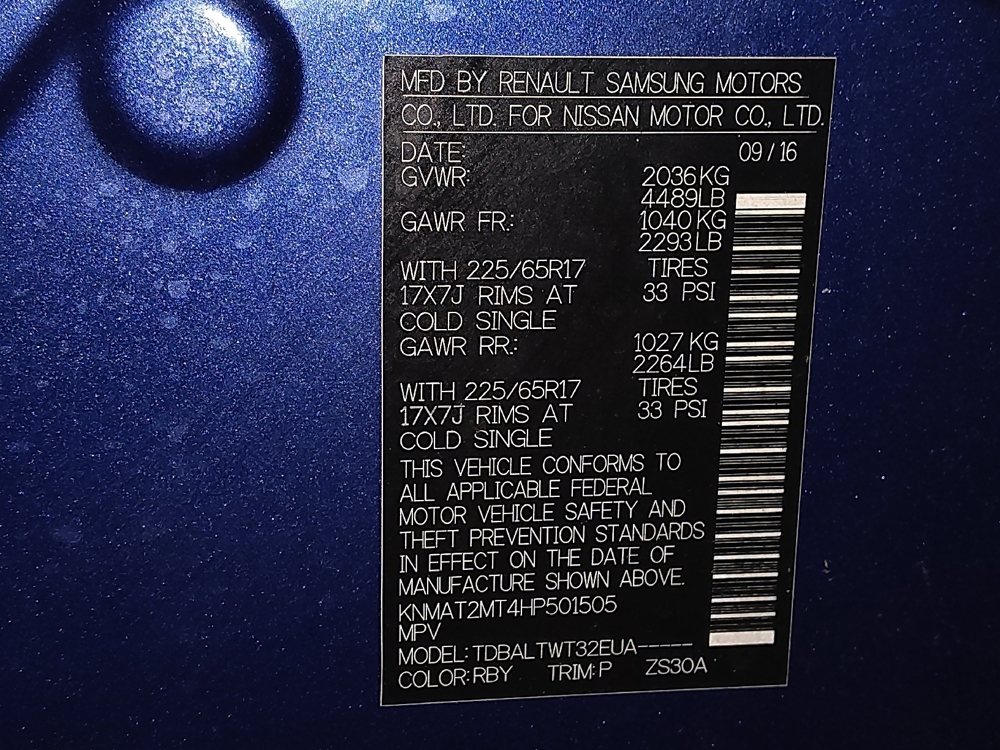 MFD BY RENAULT SAMSUNG MOTORS
CO., LTD. FOR NISSAN MOTOR CO., LTD.
DATE: 09 / 16
GVWR: 2036 KG
4489LB
GAWR FR.: 1040 KG
2293 LB
WITH 225/65R17 TIRES
17X7J RIMS AT 33 PSI
COLD SINGLE
GAWR RR.: 1027 KG
2264LB
WITH 225/65R17 TIRES
17X7J RIMS AT 33 PSI
COLD SINGLE
THIS VEHICLE CONFORMS TO
ALL APPLICABLE FEDERAL
MOTOR VEHICLE SAFETY AND
THEFT PREVENTION STANDARDS
IN EFFECT ON THE DATE OF
MANUFACTURE SHOWN ABOVE.
KNMAT2MT4HP501505
MPV
MODEL: TDBALTWT32EUA-----
COLOR: RBY TRIM: P ZS30A